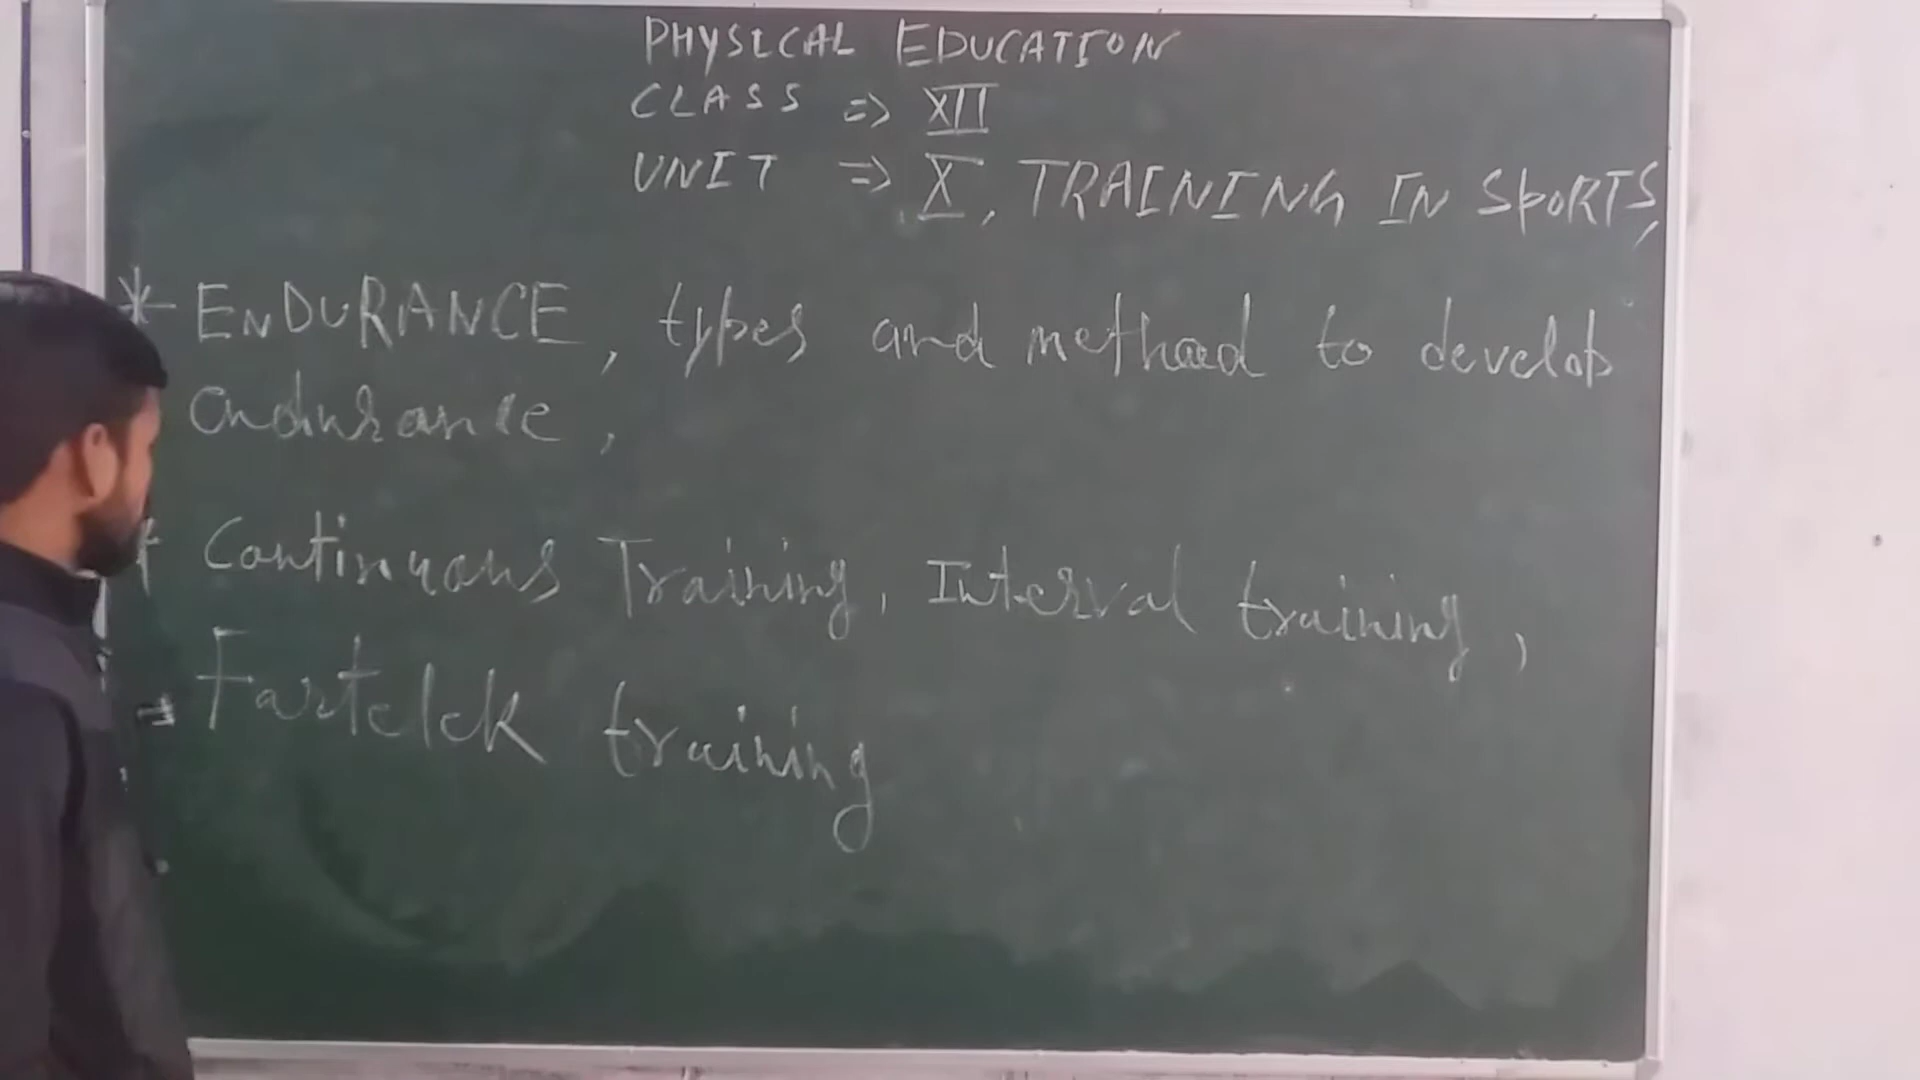 PHYSICAL EDUCATION
CLASS => XII
UNIT => X, TRAINING IN SPORTS,
* ENDURANCE, types and method to develop
endurance,
* Continuous Training, Interval training,
= Fartelek training